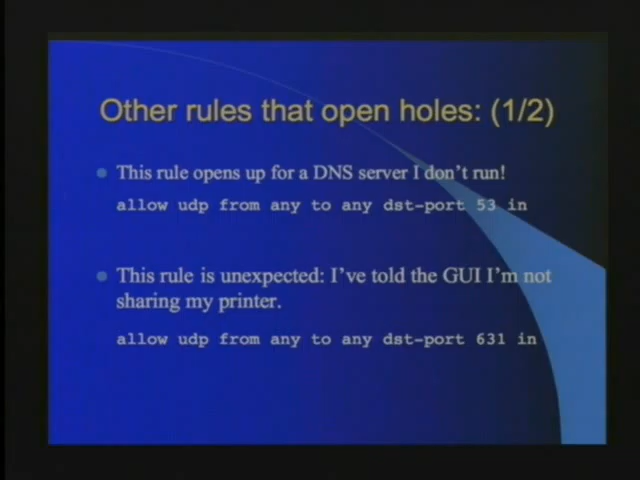 Other rules that open holes: (1/2)
This rule opens up for a DNS server I don't run!
allow udp from any to any dst-port 53 in
This rule is unexpected: I've told the GUI I'm not
sharing my printer.
allow udp from any to any dst-port 631 in